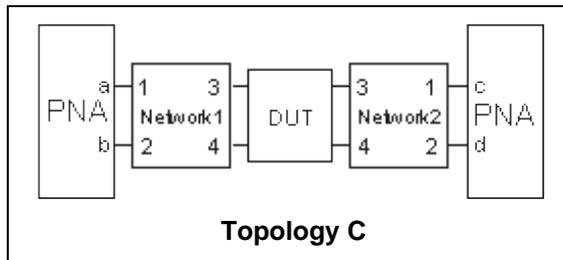 a 1 3 3 1 c
PNA Network1 DUT Network2 PNA
b 2 4 4 2 d
Topology C